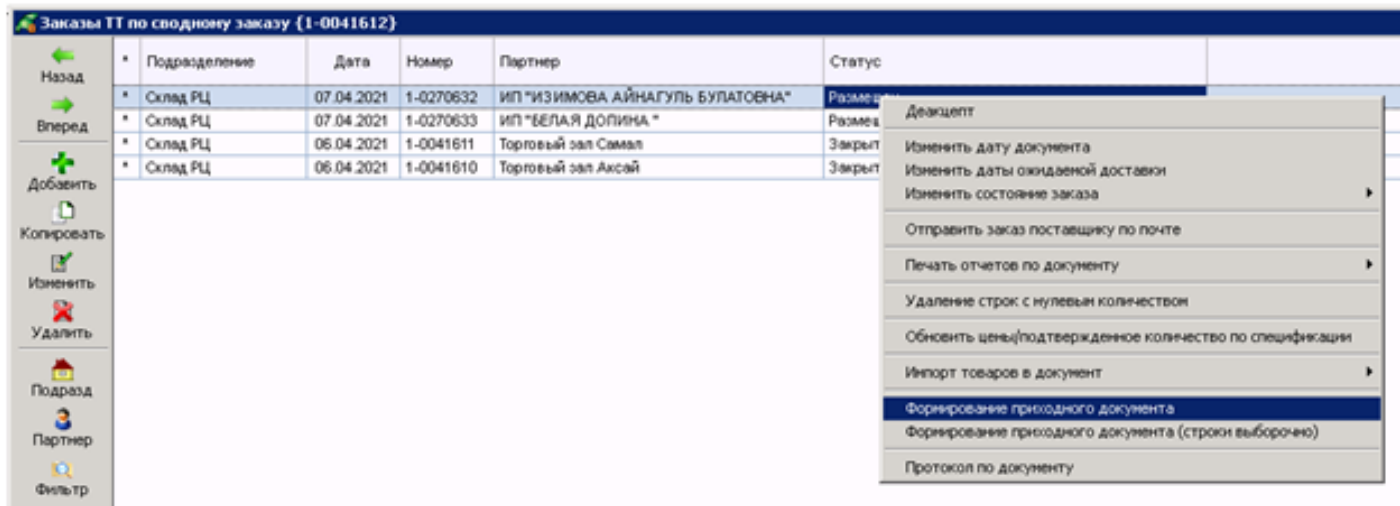 Заказы ТТ по сводному заказу {1-0041612}
Назад
Вперед
Добавить
Копировать
Изменить
Удалить
Подразд
Партнер
Фильтр
* Подразделение Дата Номер Партнер Статус
* Склад РЦ 07.04.2021 1-0270632 ИП "ИЗИМОВА АЙНАГУЛЬ БУЛАТОВНА" Размещен
* Склад РЦ 07.04.2021 1-0270633 ИП "БЕЛАЯ ДОЛИНА " Размещ
* Склад РЦ 06.04.2021 1-0041611 Торговый зал Самал Закрыт
* Склад РЦ 06.04.2021 1-0041610 Торговый зал Аксай Закрыт
Деакцепт
Изменить дату документа
Изменить даты ожидаемой доставки
Изменить состояние заказа
Отправить заказ поставщику по почте
Печать отчетов по документу
Удаление строк с нулевым количеством
Обновить цены/подтвержденное количество по спецификации
Импорт товаров в документ
Формирование приходного документа
Формирование приходного документа (строки выборочно)
Протокол по документу